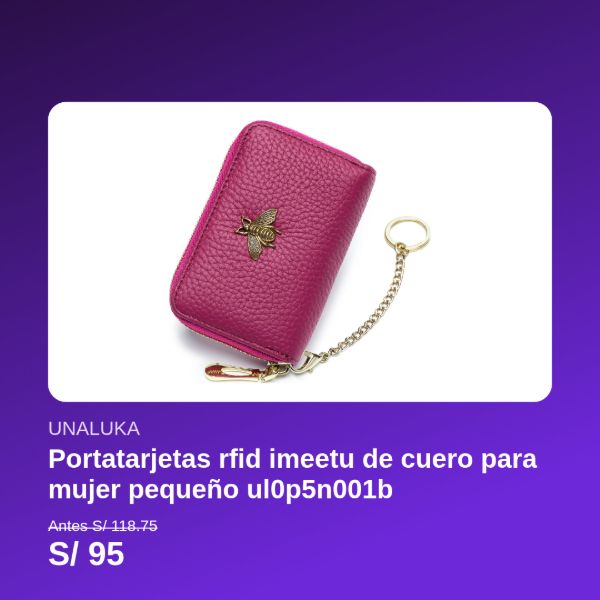 UNALUKA
Portatarjetas rfid imeetu de cuero para
mujer pequeño ul0p5n001b
Antes S/ 118.75
S/ 95